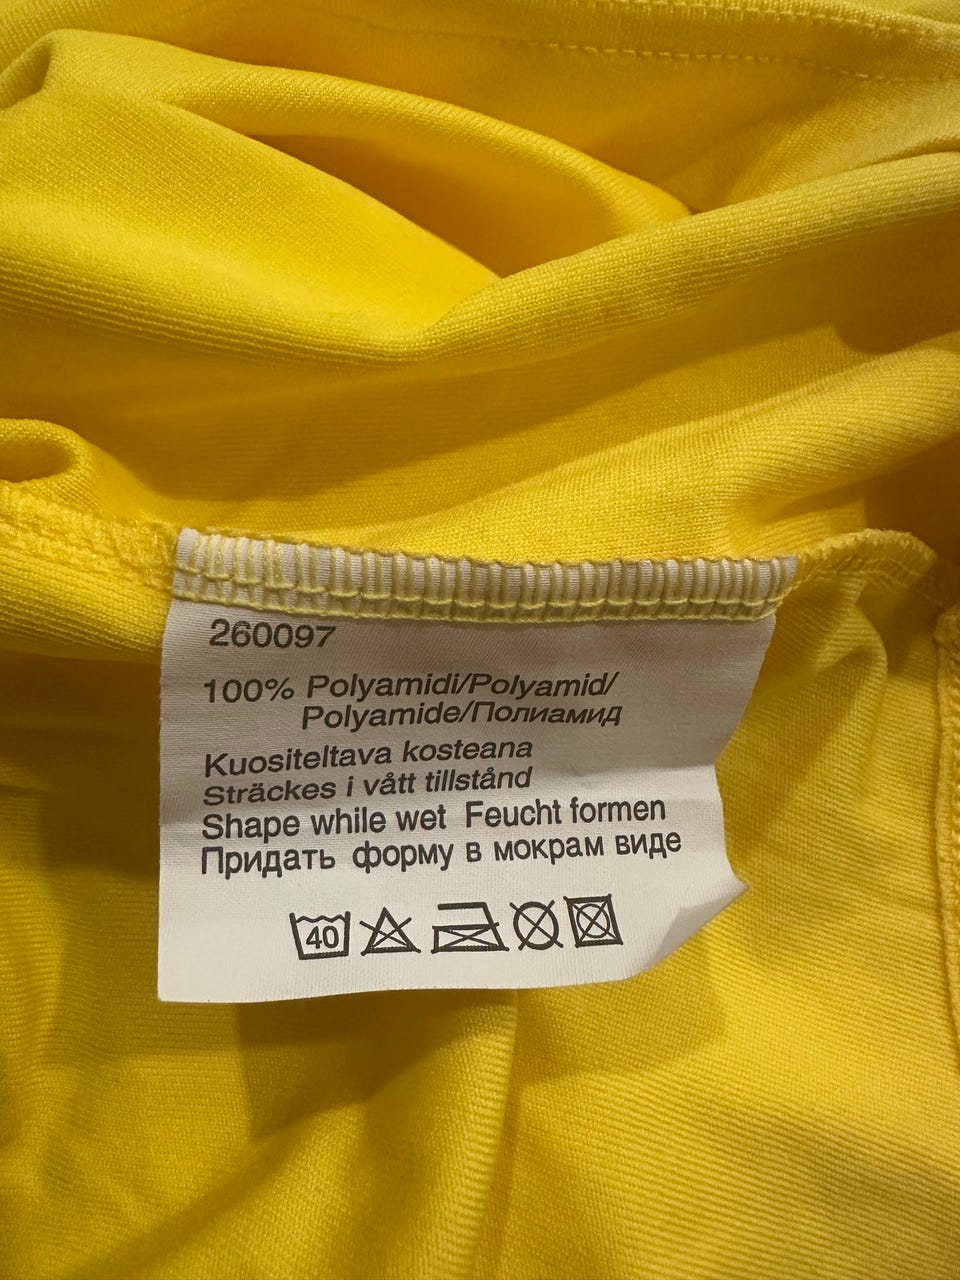 260097
100% Polyamidi/Polyamid/
Polyamide/Полиамид
Kuositeltava kosteana
Sträckes i vått tillstånd
Shape while wet Feucht formen
Придать форму в мокрам виде
40